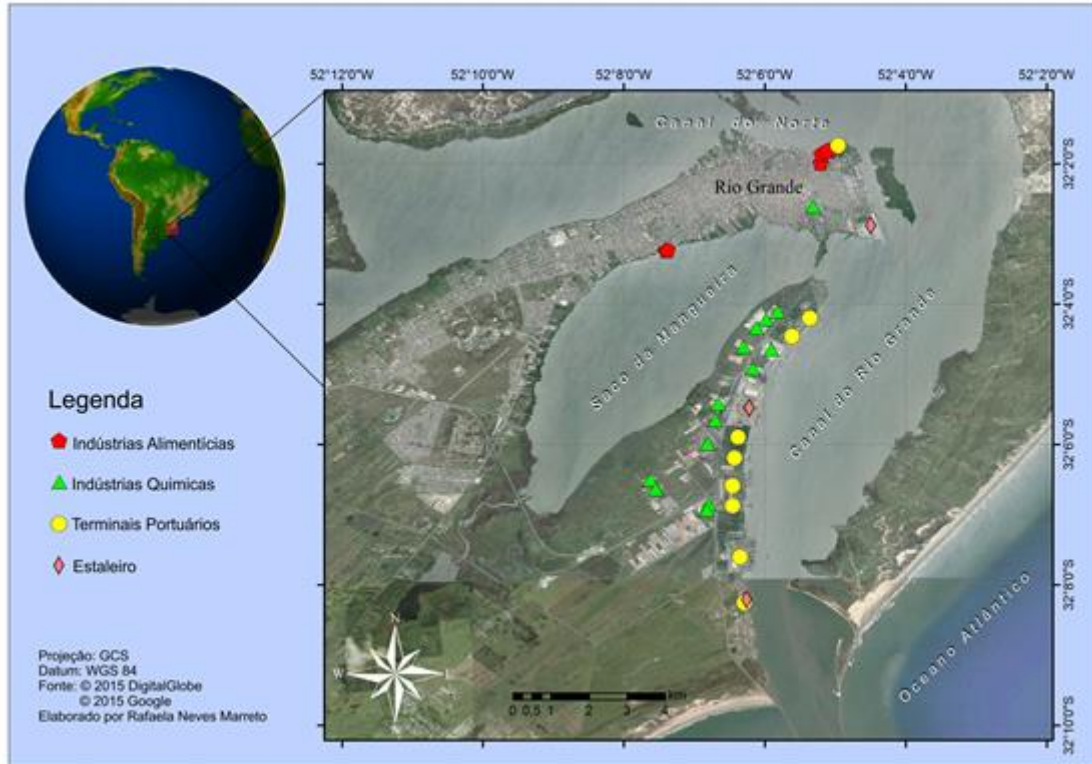 52°12'0"W 52°10'0"W 52°8'0"W 52°6'0"W 52°4'0"W 52°2'0"W
Canal do Norte
32°2'0"S
Rio Grande
Saco da Mangueira
32°4'0"S
Canal do Rio Grande
32°6'0"S
32°8'0"S
Oceano Atlântico
32°10'0"S
Legenda
Indústrias Alimentícias
Indústrias Quimicas
Terminais Portuários
Estaleiro
Projeção: GCS
Datum: WGS 84
Fonte: © 2015 DigitalGlobe
© 2015 Google
Elaborado por Rafaela Neves Marreto
N
W
km
0 0,5 1 2 3 4